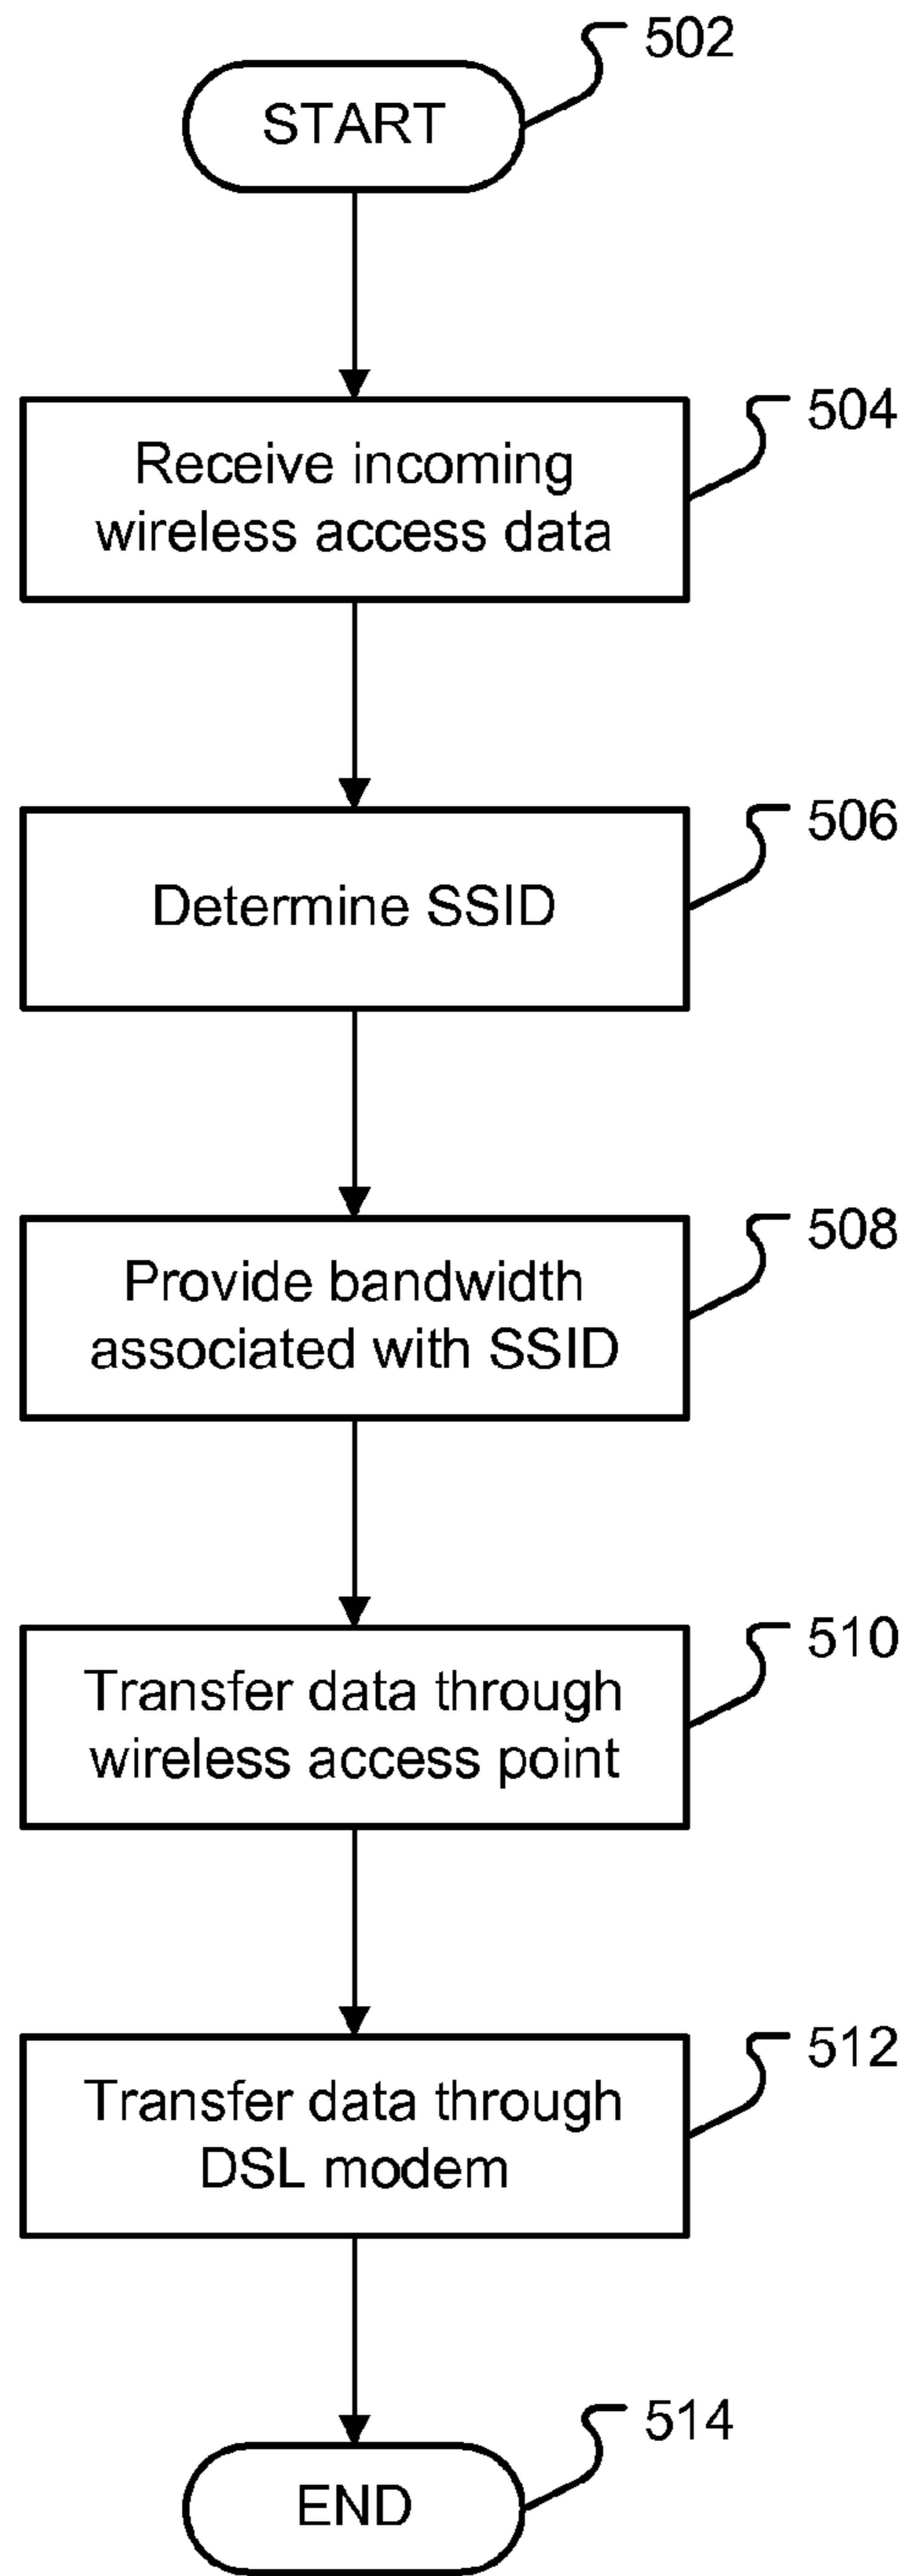 502
START
504
Receive incoming
wireless access data
506
Determine SSID
508
Provide bandwidth
associated with SSID
510
Transfer data through
wireless access point
512
Transfer data through
DSL modem
514
END